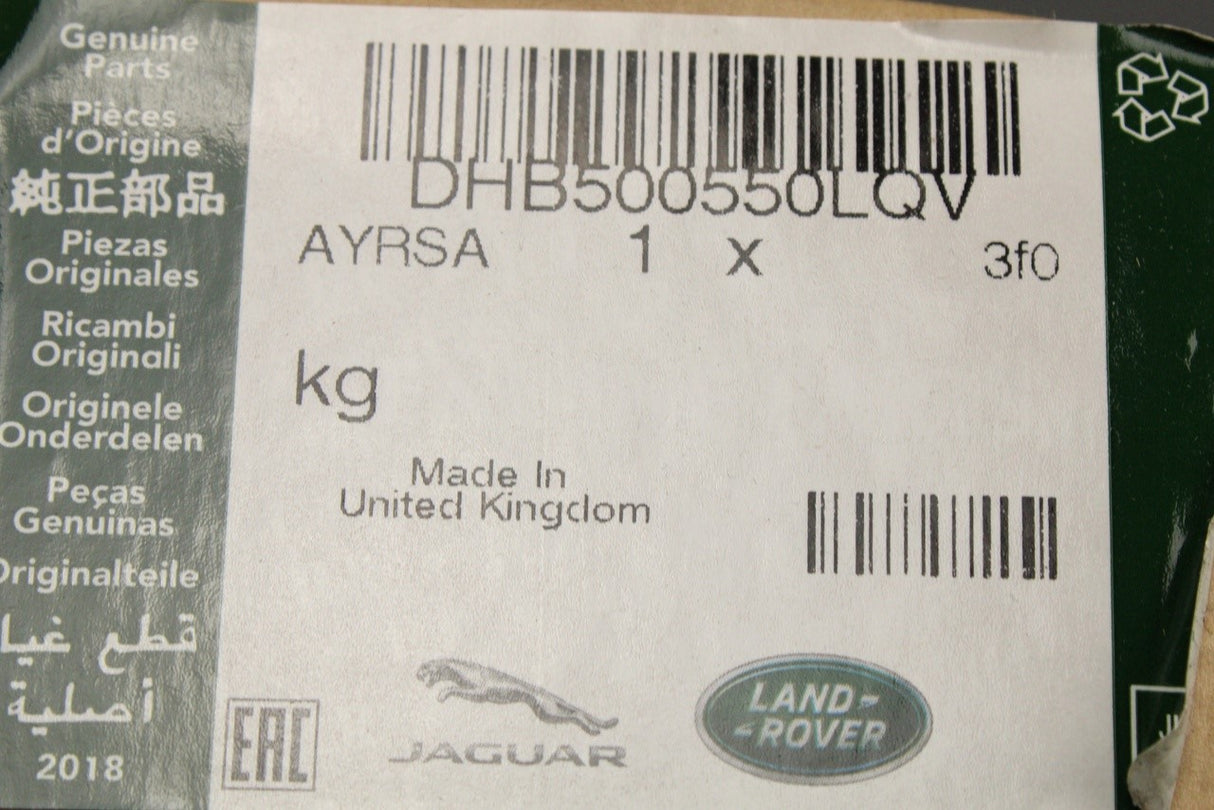 Genuine
Parts
Pièces
d'Origine
純正部品
Piezas
Originales
Ricambi
Originali
Originele
Onderdelen
Peças
Genuinas
Originalteile
قطع غيا
أصلية
2018
DHB500550LQV
AYRSA 1 x 3f0
kg
Made In
United Kingdom
EAC
JAGUAR
LAND-
-ROVER